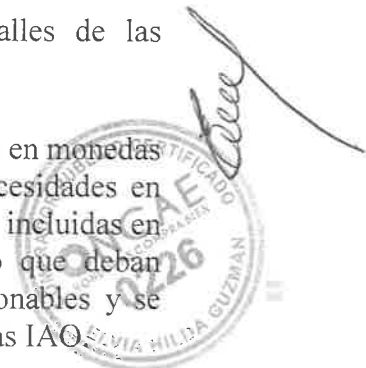 alles de las
en monedas
cesidades en
incluidas en
que deban
onables y se
as IAO.
CERTIFICADO
ONCAE
0226
ELVIA HILDA GUZMAN